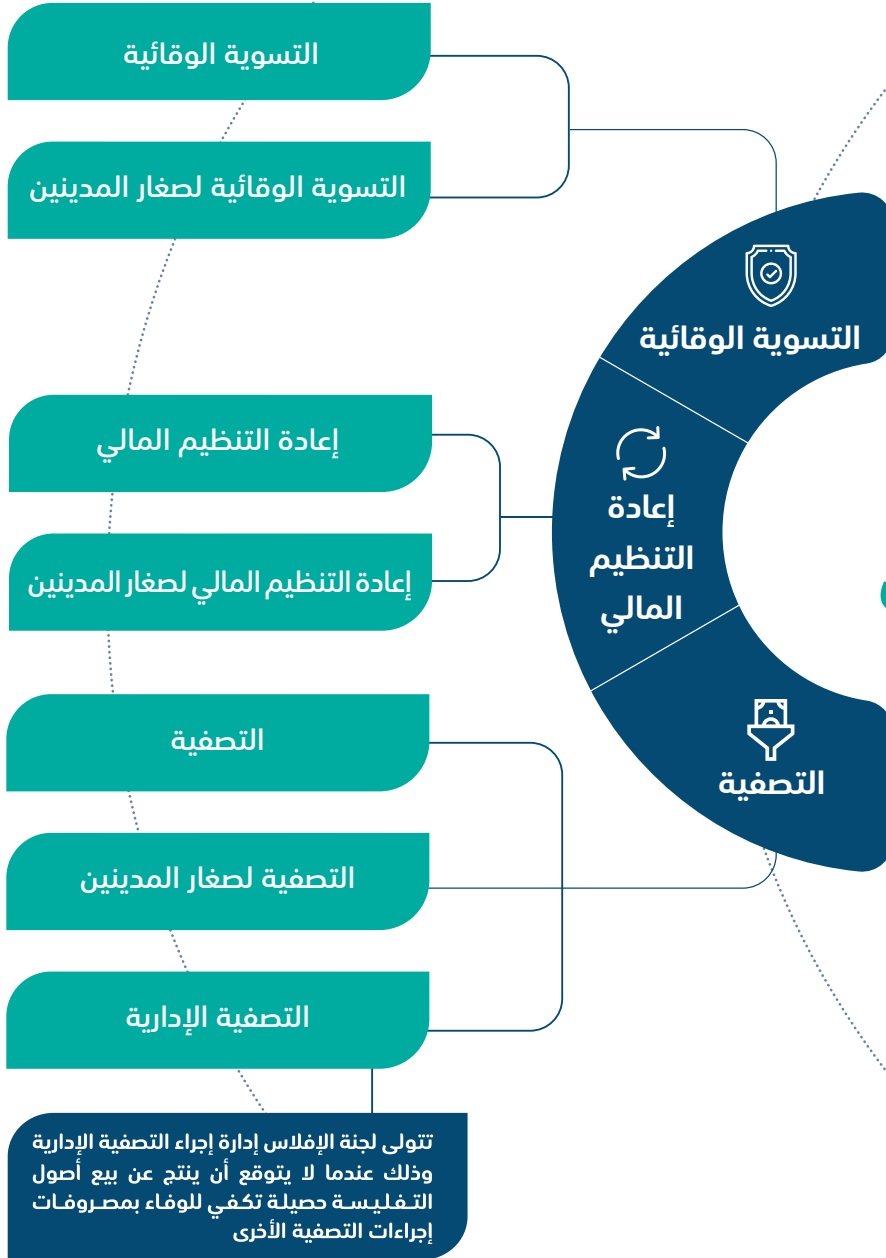 التسوية الوقائية
التسوية الوقائية
التسوية الوقائية لصغار المدينين
إعادة
التنظيم
المالي
إعادة التنظيم المالي
إعادة التنظيم المالي لصغار المدينين
التصفية
التصفية
التصفية لصغار المدينين
التصفية الإدارية
تتولى لجنة الإفلاس إدارة إجراء التصفية الإدارية
وذلك عندما لا يتوقع أن ينتج عن بيع أصول
التفليسة حصيلة تكفي للوفاء بمصروفات
إجراءات التصفية الأخرى